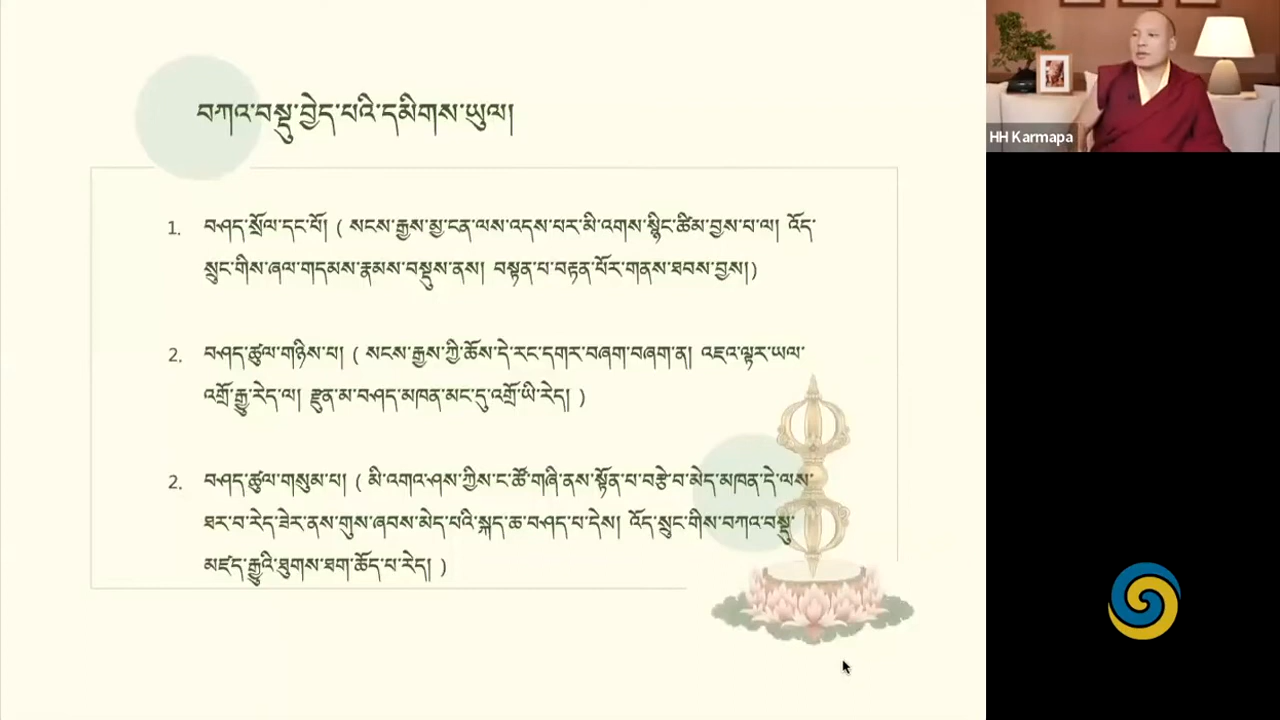 བཀའ་བསྡུ་བྱེད་པའི་དམིགས་ཡུལ།
1. བཤད་སྲོལ་དང་པོ། ( སངས་རྒྱས་མྱ་ངན་ལས་འདས་པར་མི་འགས་སྙིང་ཚིམ་བྱས་པ་ལ། འོད་
སྲུང་གིས་ཞལ་གདམས་རྣམས་བསྡུས་ནས། བསྟན་པ་བརྟན་པོར་གནས་ཐབས་བྱས།)
2. བཤད་ཚུལ་གཉིས་པ། ( སངས་རྒྱས་ཀྱི་ཆོས་དེ་རང་དགར་བཞག་བཞག་ན། འཇའ་ལྟར་ཡལ་
འགྲོ་རྒྱུ་རེད་ལ། རྫུན་མ་བཤད་མཁན་མང་དུ་འགྲོ་ཡི་རེད། )
2. བཤད་ཚུལ་གསུམ་པ། ( མི་འགའ་ཤས་ཀྱིས་ང་ཚོ་གཞི་ནས་སྟོན་པ་བརྩེ་བ་མེད་མཁན་དེ་ལས་
ཐར་བ་རེད་ཟེར་ནས་གུས་ཞབས་མེད་པའི་སྐད་ཆ་བཤད་པ་དེས། འོད་སྲུང་གིས་བཀའ་བསྡུ་
མཛད་རྒྱུའི་ཐུགས་ཐག་ཆོད་པ་རེད། )
HH Karmapa